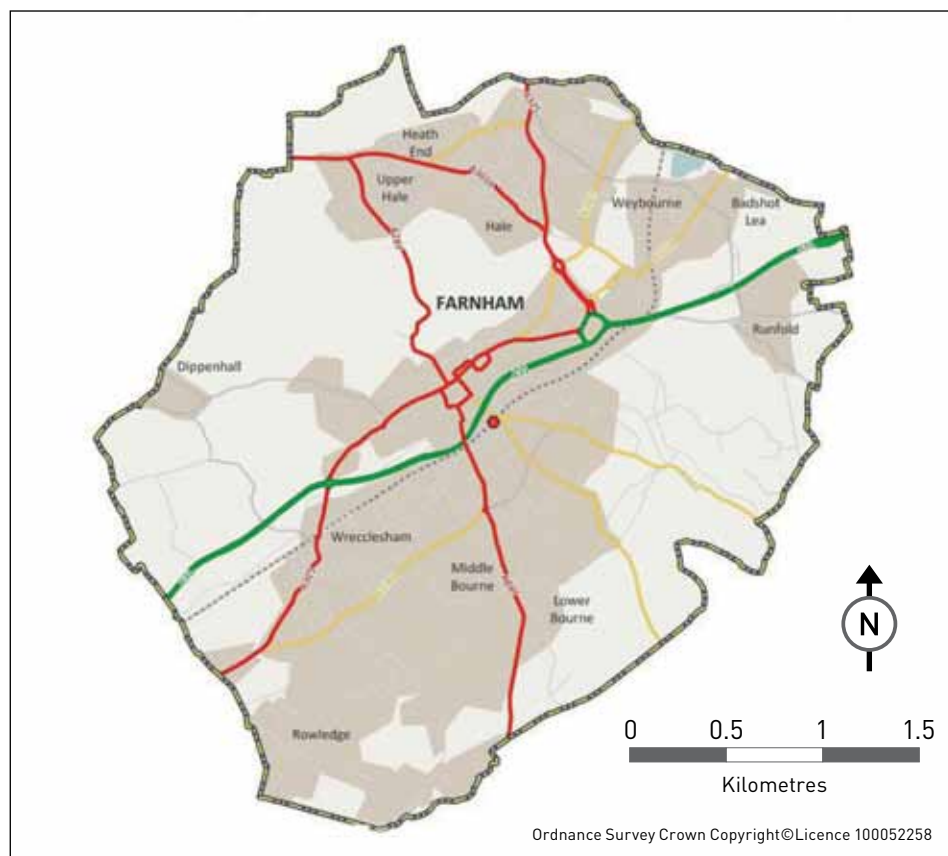 Heath
End
Upper
Hale
Hale
Weybourne
Badshot
Lea
FARNHAM
Runfold
Dippenhall
Wrecclesham
Middle
Bourne
Lower
Bourne
N
Rowledge
0 0.5 1 1.5
Kilometres
Ordnance Survey Crown Copyright©Licence 100052258